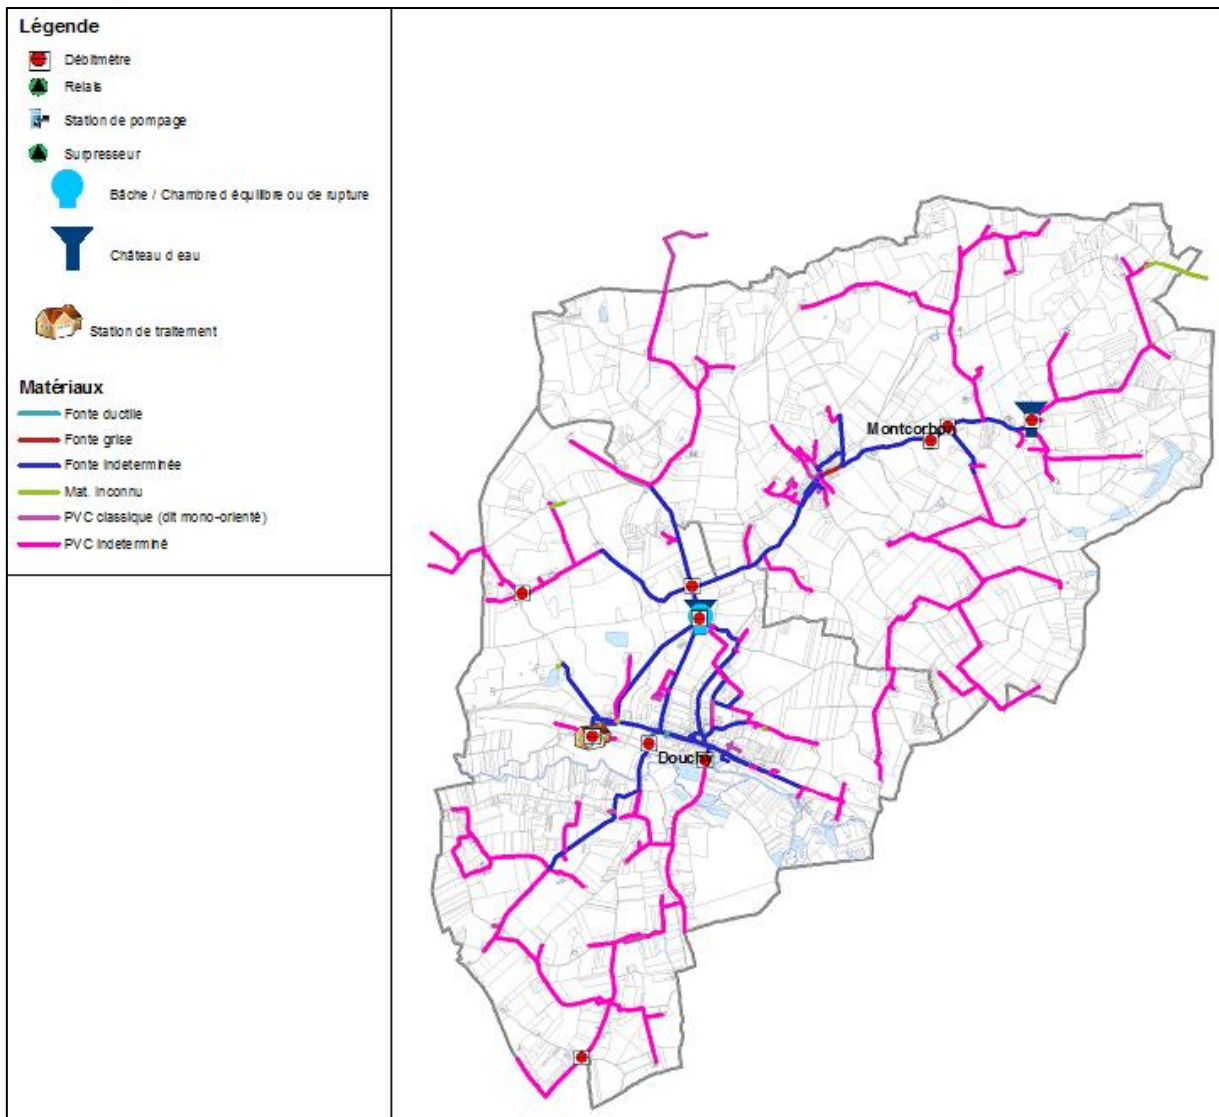 Légende
Débitmètre
Relais
Station de pompage
Surpresseur
Bâche / Chambre d équilibre ou de rupture
Château d eau
Station de traitement
Matériaux
Fonte ductile
Fonte grise
Fonte indeterminée
Mat. inconnu
PVC classique (dit mono-orienté)
PVC indeterminé
Montcorbon
Douchy